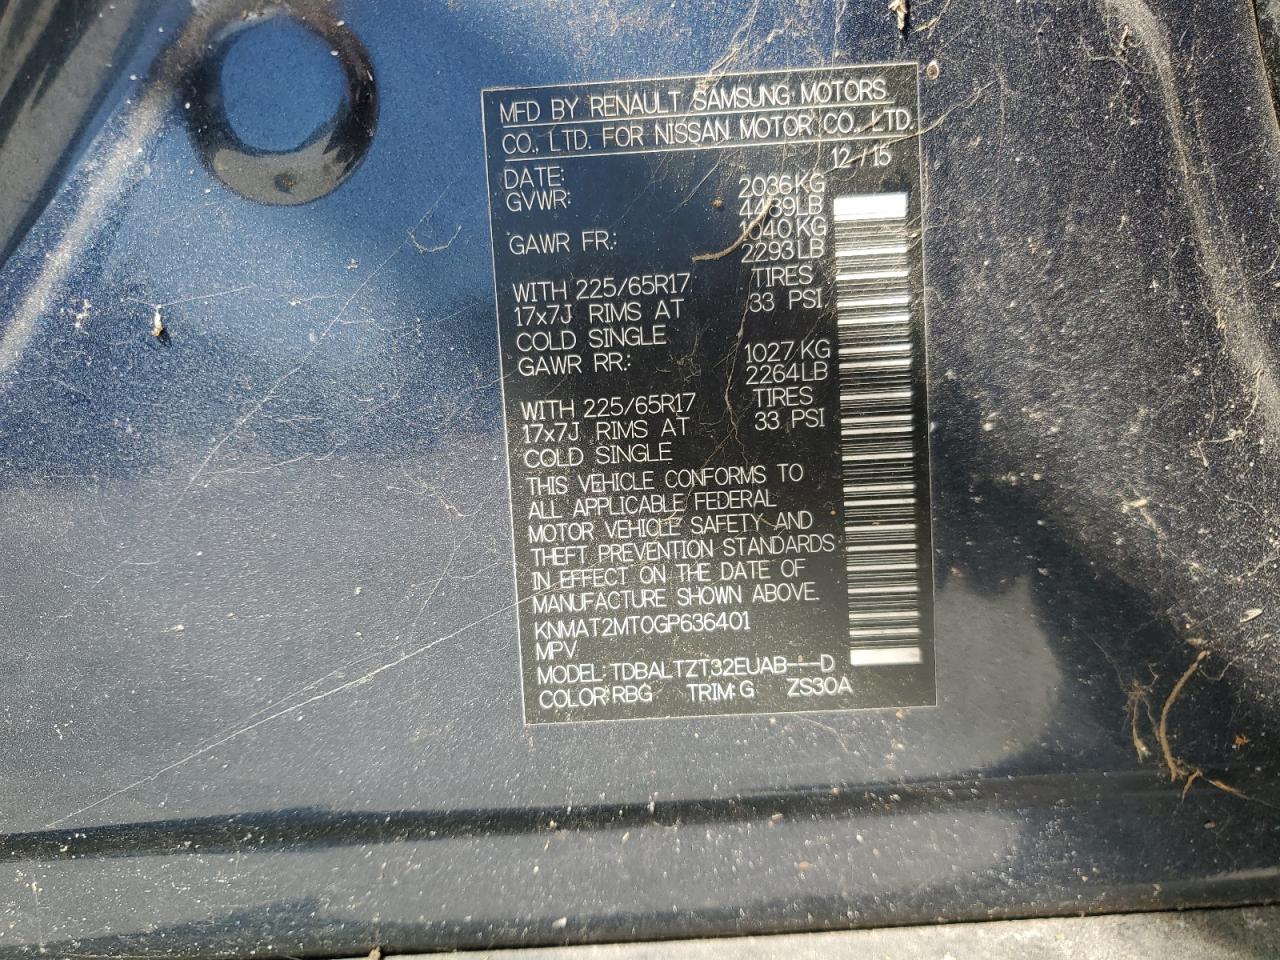 MFD BY RENAULT SAMSUNG MOTORS
CO., LTD. FOR NISSAN MOTOR CO., LTD.
DATE: 12/15
GVWR: 2036KG
4489LB
GAWR FR: 1040KG
2293LB
WITH 225/65R17 TIRES
17x7J RIMS AT 33 PSI
COLD SINGLE
GAWR RR: 1027KG
2264LB
WITH 225/65R17 TIRES
17x7J RIMS AT 33 PSI
COLD SINGLE
THIS VEHICLE CONFORMS TO
ALL APPLICABLE FEDERAL
MOTOR VEHICLE SAFETY AND
THEFT PREVENTION STANDARDS
IN EFFECT ON THE DATE OF
MANUFACTURE SHOWN ABOVE.
KNMAT2MT0GP636401
MPV
MODEL: TDBALTZT32EUAB---D
COLOR:RBG TRIM:G ZS30A